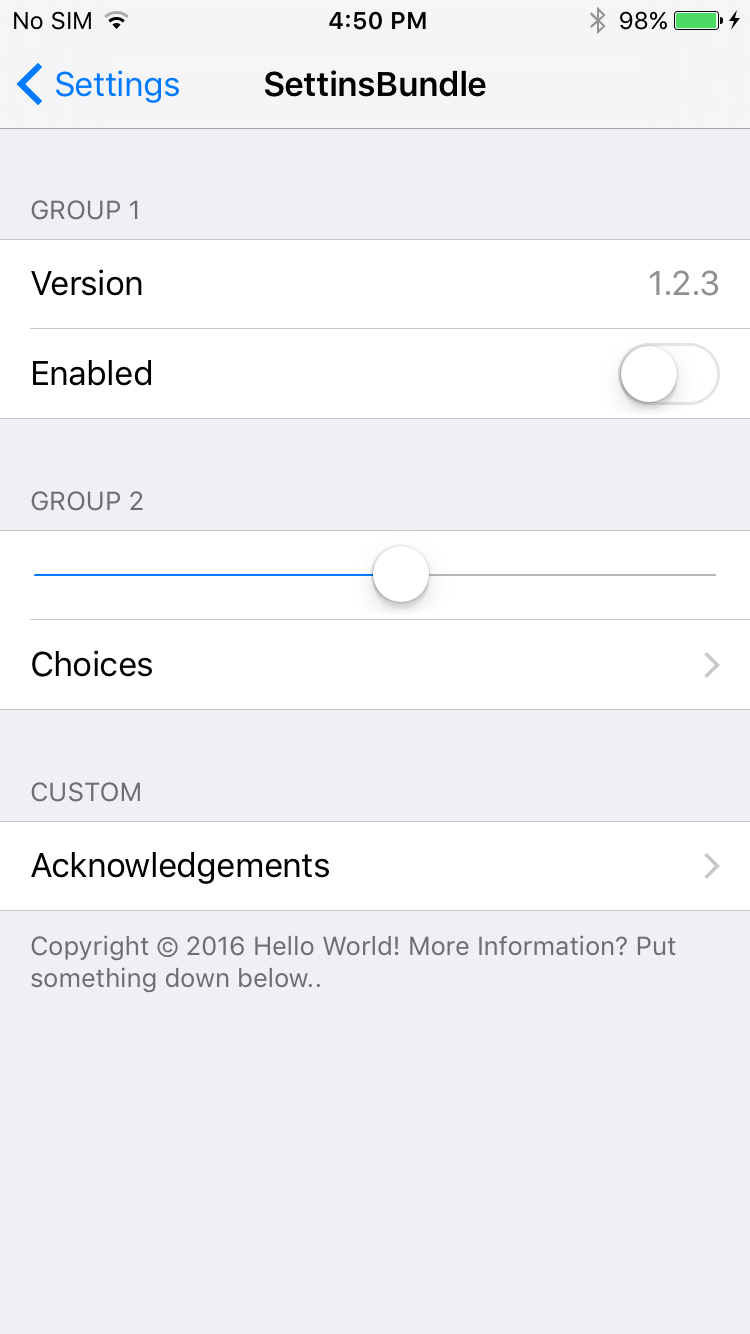 No SIM 4:50 PM 98%
Settings SettinsBundle
GROUP 1
Version 1.2.3
Enabled
GROUP 2
Choices
CUSTOM
Acknowledgements
Copyright © 2016 Hello World! More Information? Put
something down below..